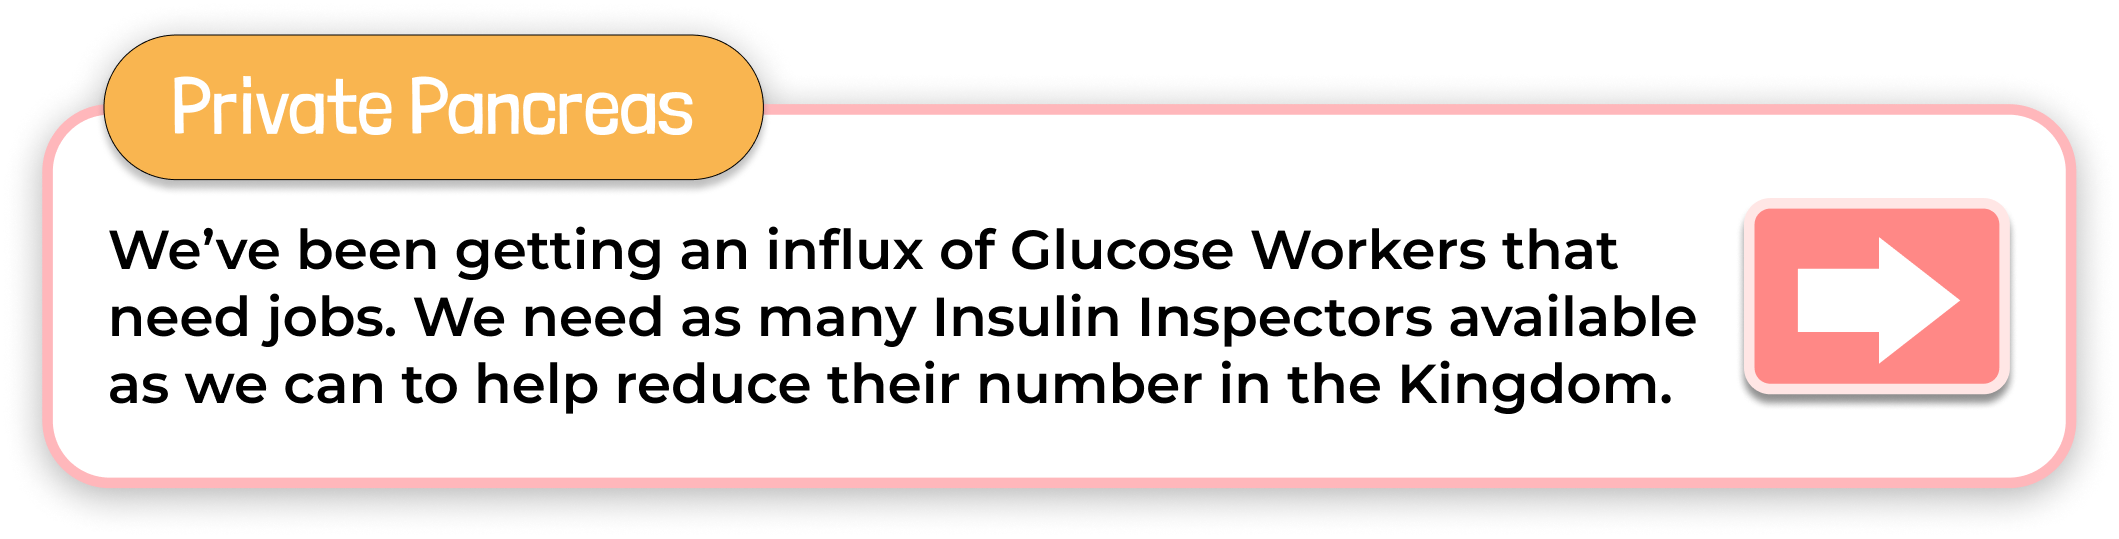 Private Pancreas
We’ve been getting an influx of Glucose Workers that
need jobs. We need as many Insulin Inspectors available
as we can to help reduce their number in the Kingdom.